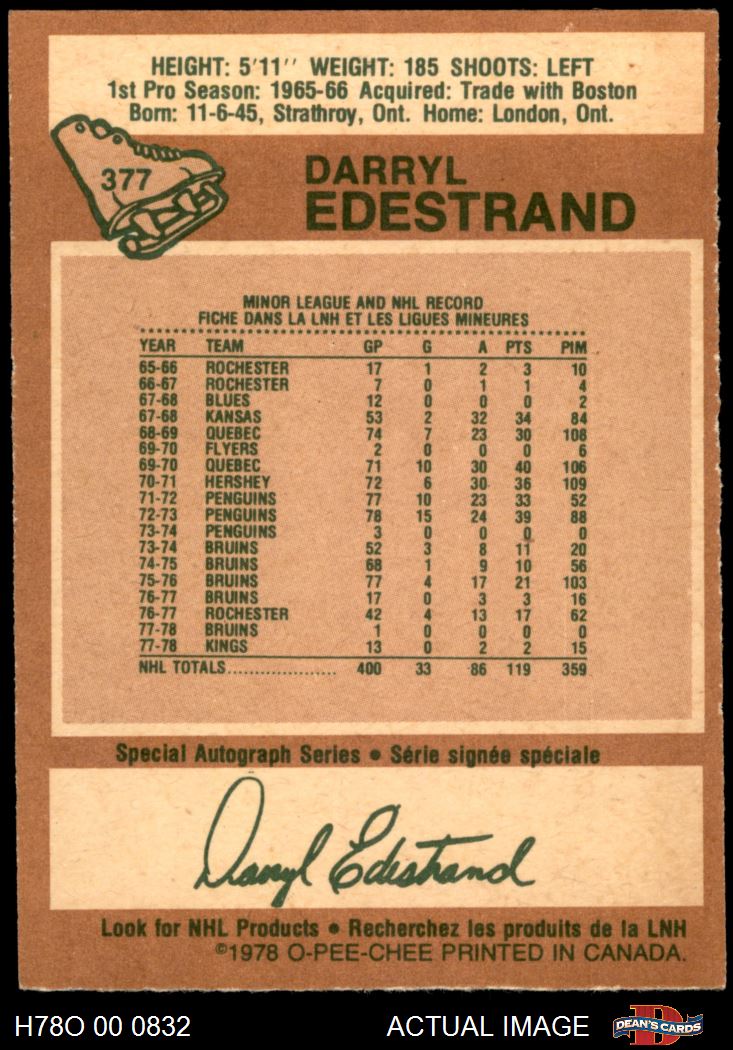 HEIGHT: 5'11'' WEIGHT: 185 SHOOTS: LEFT
1st Pro Season: 1965-66 Acquired: Trade with Boston
Born: 11-6-45, Strathroy, Ont. Home: London, Ont.
377
DARRYL
EDESTRAND
MINOR LEAGUE AND NHL RECORD
FICHE DANS LA LNH ET LES LIGUES MINEURES
YEAR TEAM GP G A PTS PIM
65-66 ROCHESTER 17 1 2 3 10
66-67 ROCHESTER 7 0 1 1 4
67-68 BLUES 12 0 0 0 2
67-68 KANSAS 53 2 32 34 84
68-69 QUEBEC 74 7 23 30 108
69-70 FLYERS 2 0 0 0 6
69-70 QUEBEC 71 10 30 40 106
70-71 HERSHEY 72 6 30 36 109
71-72 PENGUINS 77 10 23 33 52
72-73 PENGUINS 78 15 24 39 88
73-74 PENGUINS 3 0 0 0 0
73-74 BRUINS 52 3 8 11 20
74-75 BRUINS 68 1 9 10 56
75-76 BRUINS 77 4 17 21 103
76-77 BRUINS 17 0 3 3 16
76-77 ROCHESTER 42 4 13 17 62
77-78 BRUINS 1 0 0 0 0
77-78 KINGS 13 0 2 2 15
NHL TOTALS.................... 400 33 86 119 359
Special Autograph Series • Série signée spéciale
Darryl Edestrand
Look for NHL Products • Recherchez les produits de la LNH
©1978 O-PEE-CHEE PRINTED IN CANADA.
H78O 00 0832 ACTUAL IMAGE
D
DEAN'S CARDS